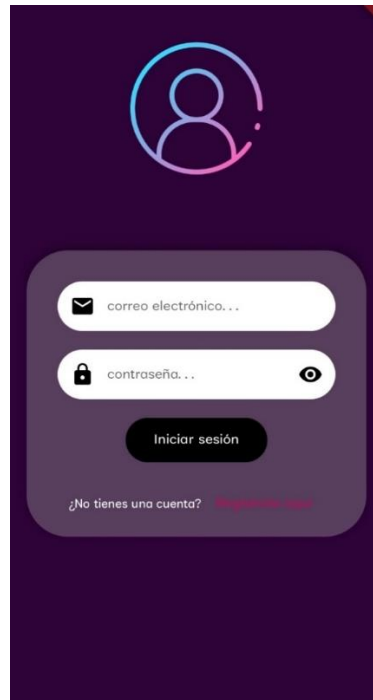 correo electrónico...
contraseña...
Iniciar sesión
¿No tienes una cuenta?